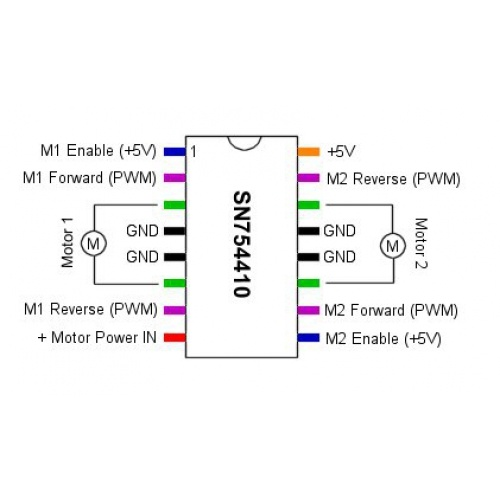 M1 Enable (+5V)
1
+5V
M1 Forward (PWM)
M2 Reverse (PWM)
SN754410
Motor 1
M
GND
GND
M
Motor 2
GND
GND
M1 Reverse (PWM)
M2 Forward (PWM)
+ Motor Power IN
M2 Enable (+5V)